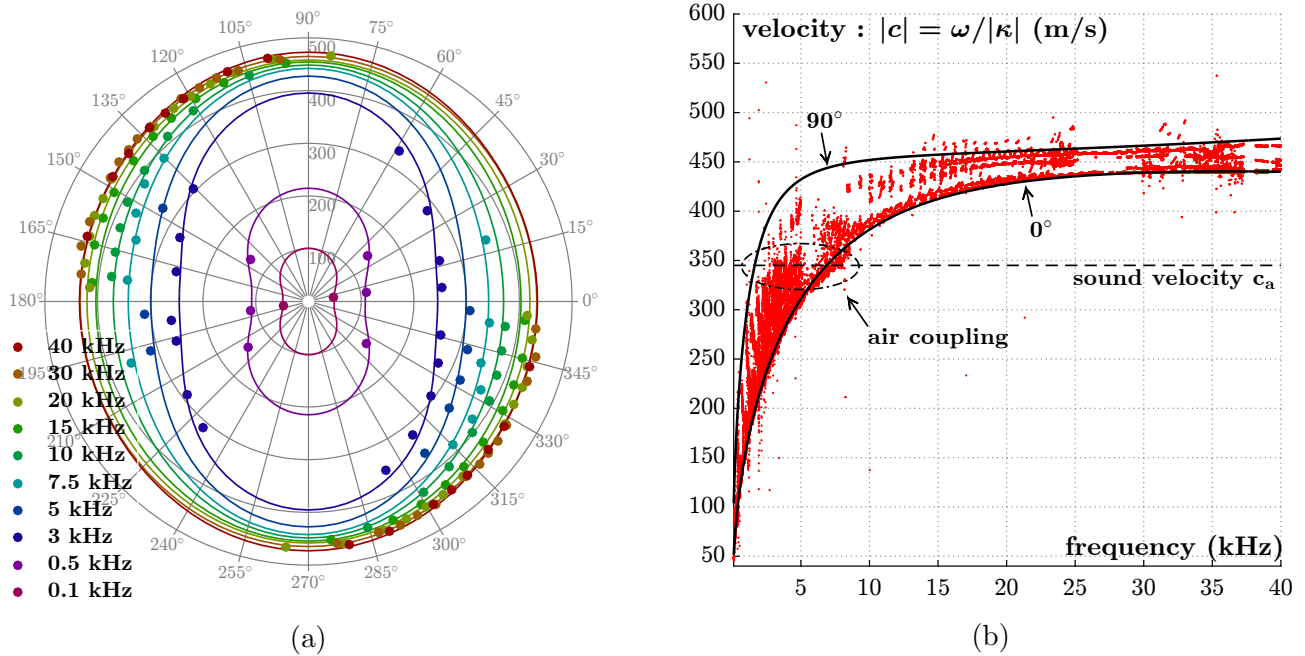 90°
105°
75°
120°
60°
135°
45°
150°
30°
165°
15°
180°
0°
195°
345°
210°
330°
225°
315°
240°
300°
255°
285°
270°
500
400
300
200
100
40 kHz
30 kHz
20 kHz
15 kHz
10 kHz
7.5 kHz
5 kHz
3 kHz
0.5 kHz
0.1 kHz
(a)
velocity : |c| = ω/|κ| (m/s)
600
550
500
450
400
350
300
250
200
150
100
50
90°
0°
sound velocity c_a
air coupling
frequency (kHz)
5 10 15 20 25 30 35 40
(b)